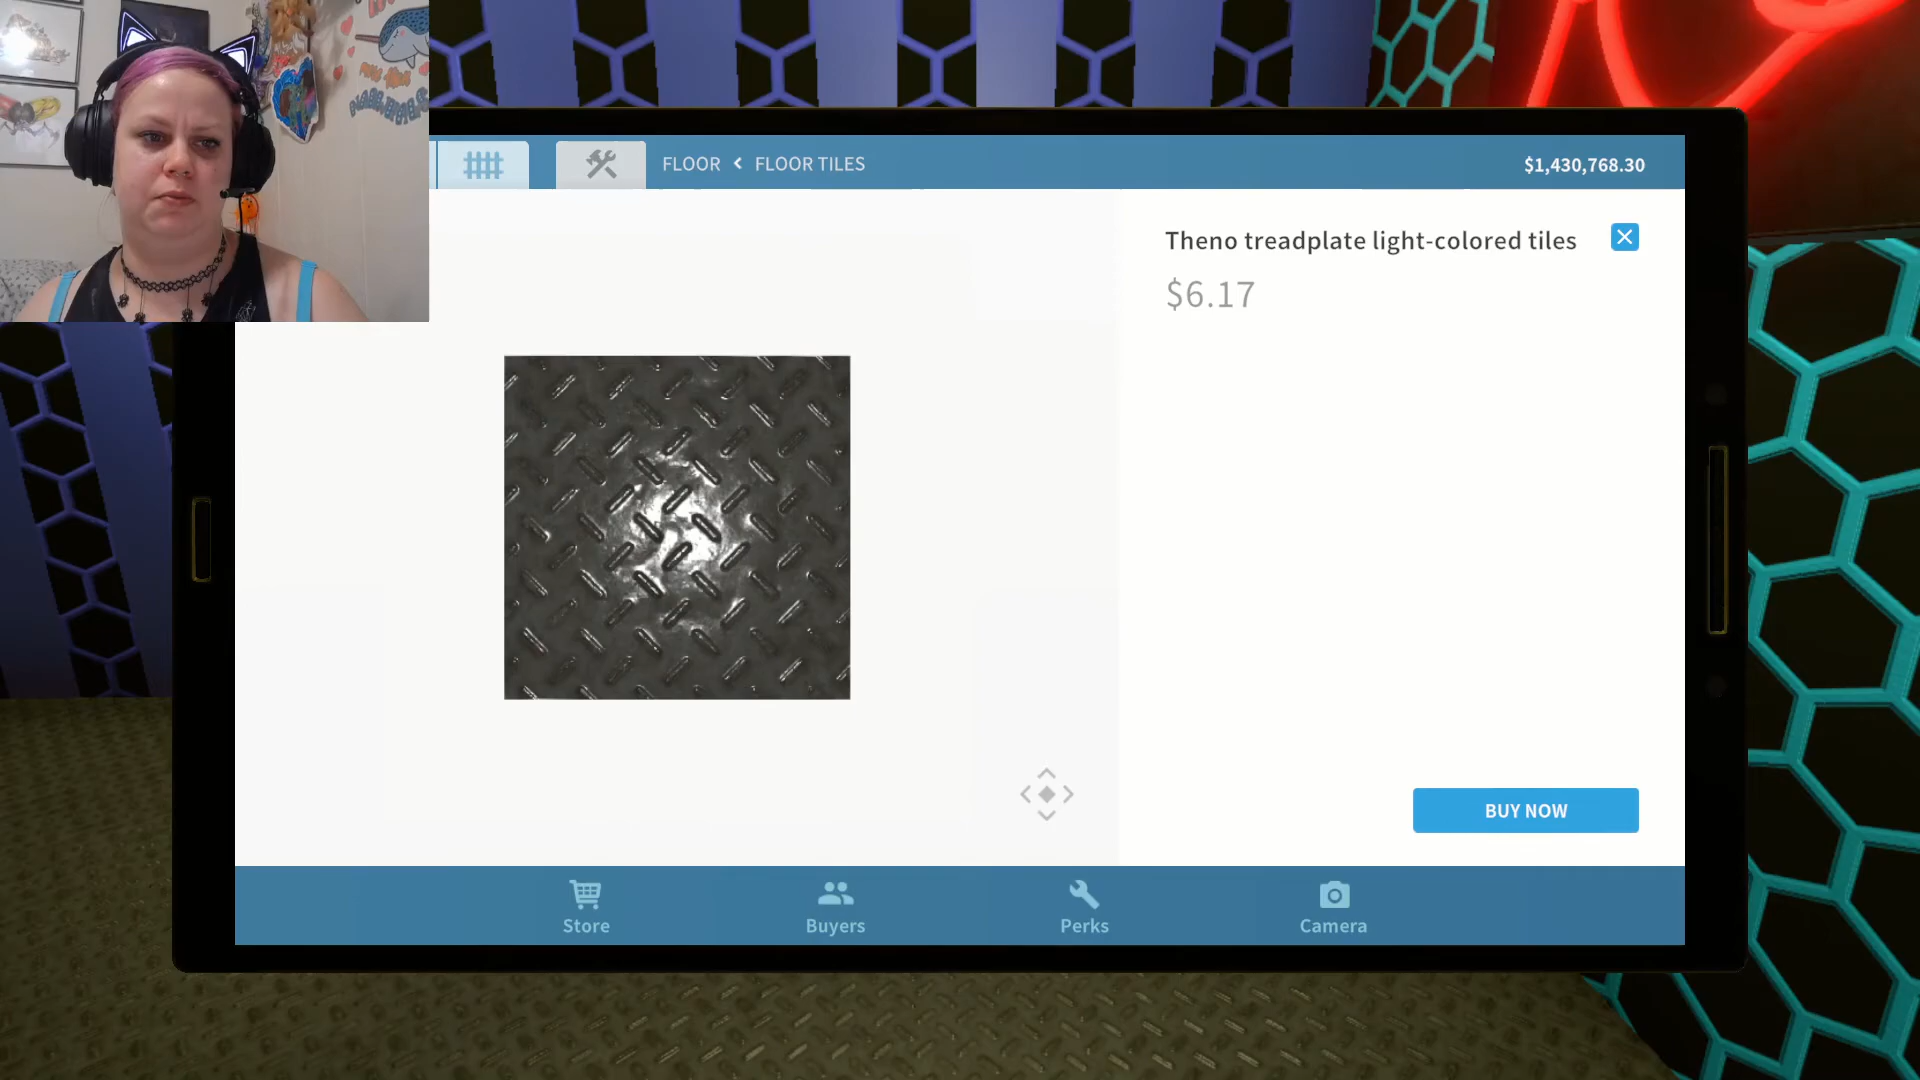 FLOOR < FLOOR TILES
$1,430,768.30
Theno treadplate light-colored tiles
$6.17
BUY NOW
Store
Buyers
Perks
Camera